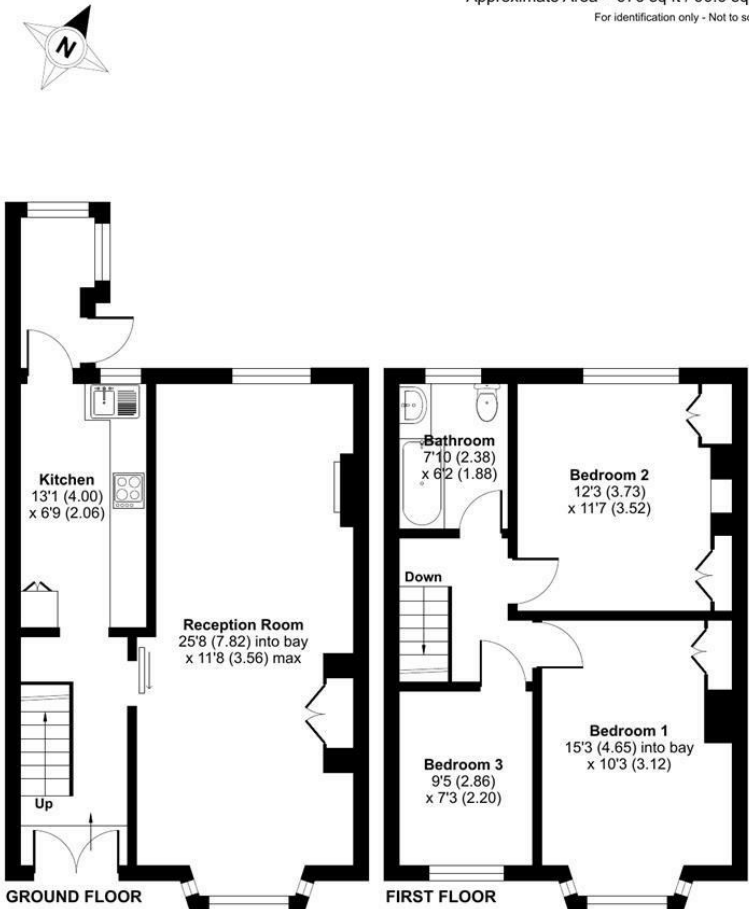 For identification only - Not to
N
Kitchen
13'1 (4.00)
x 6'9 (2.06)
Reception Room
25'8 (7.82) into bay
x 11'8 (3.56) max
Up
GROUND FLOOR
Bathroom
7'10 (2.38)
x 6'2 (1.88)
Bedroom 2
12'3 (3.73)
x 11'7 (3.52)
Down
Bedroom 1
15'3 (4.65) into bay
x 10'3 (3.12)
Bedroom 3
9'5 (2.86)
x 7'3 (2.20)
FIRST FLOOR